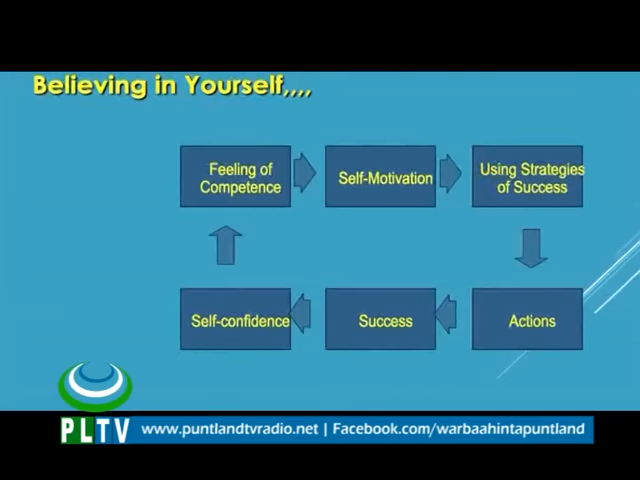 Believing in Yourself,,,,
Feeling of
Competence
Self-Motivation
Using Strategies
of Success
Self-confidence
Success
Actions
PLTV
www.puntlandtvradio.net | Facebook.com/warbaahintapuntland